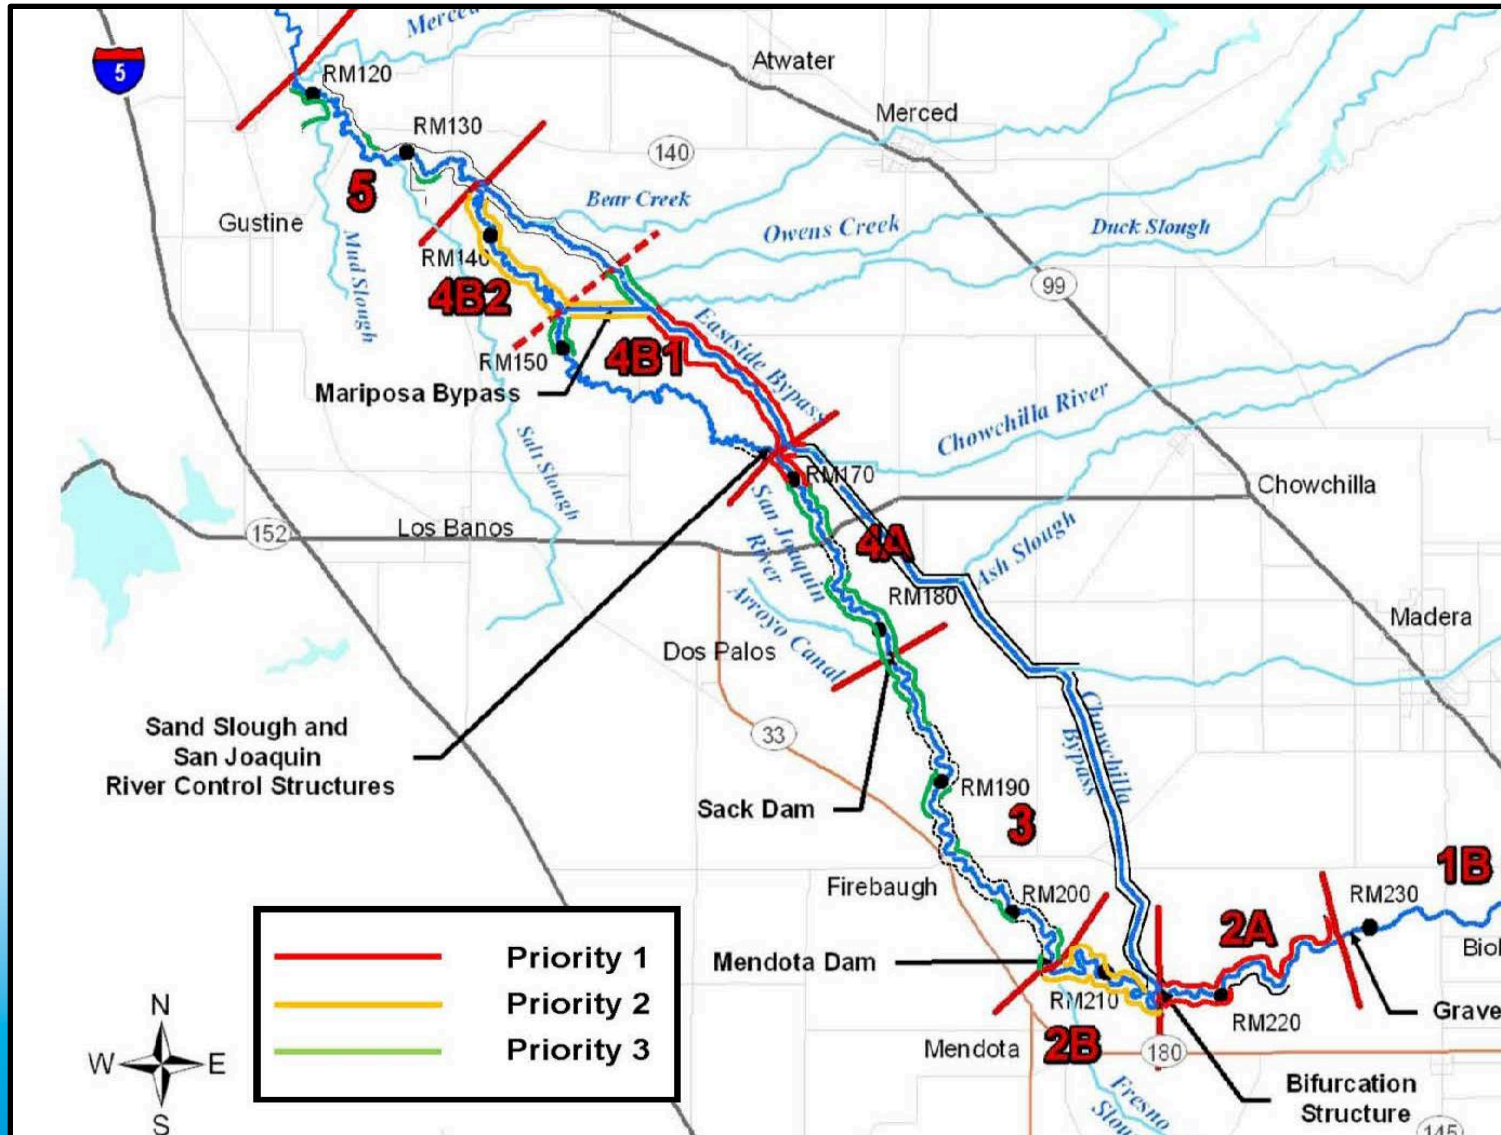 Merced
5
RM120
Atwater
Merced
RM130
140
5
Bear Creek
Gustine
Owens Creek
Duck Slough
Mud Slough
RM140
99
4B2
Eastside Bypass
RM150
4B1
Mariposa Bypass
Chowchilla River
Salt Slough
RM170
Chowchilla
San Joaquin
River
152
Los Banos
4A
Ash Slough
RM180
Arroyo Canal
Madera
Dos Palos
Chowchilla
Bypass
Sand Slough and
San Joaquin
River Control Structures
33
RM190
Sack Dam
3
1B
Firebaugh
RM200
RM230
2A
Mendota Dam
RM210
RM220
Mendota
2B
180
Fresno
Bifurcation
Structure
Priority 1
Priority 2
Priority 3
N
W
E
S